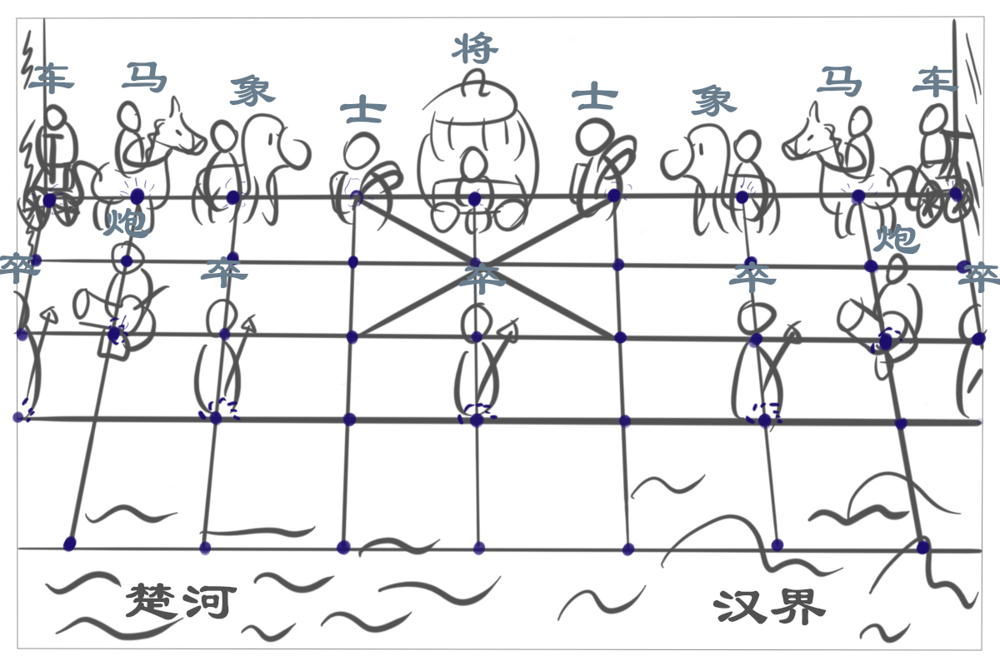 将
车 马 象 士 士 象 马 车
炮 炮
卒 卒 卒 卒 卒
楚河 汉界